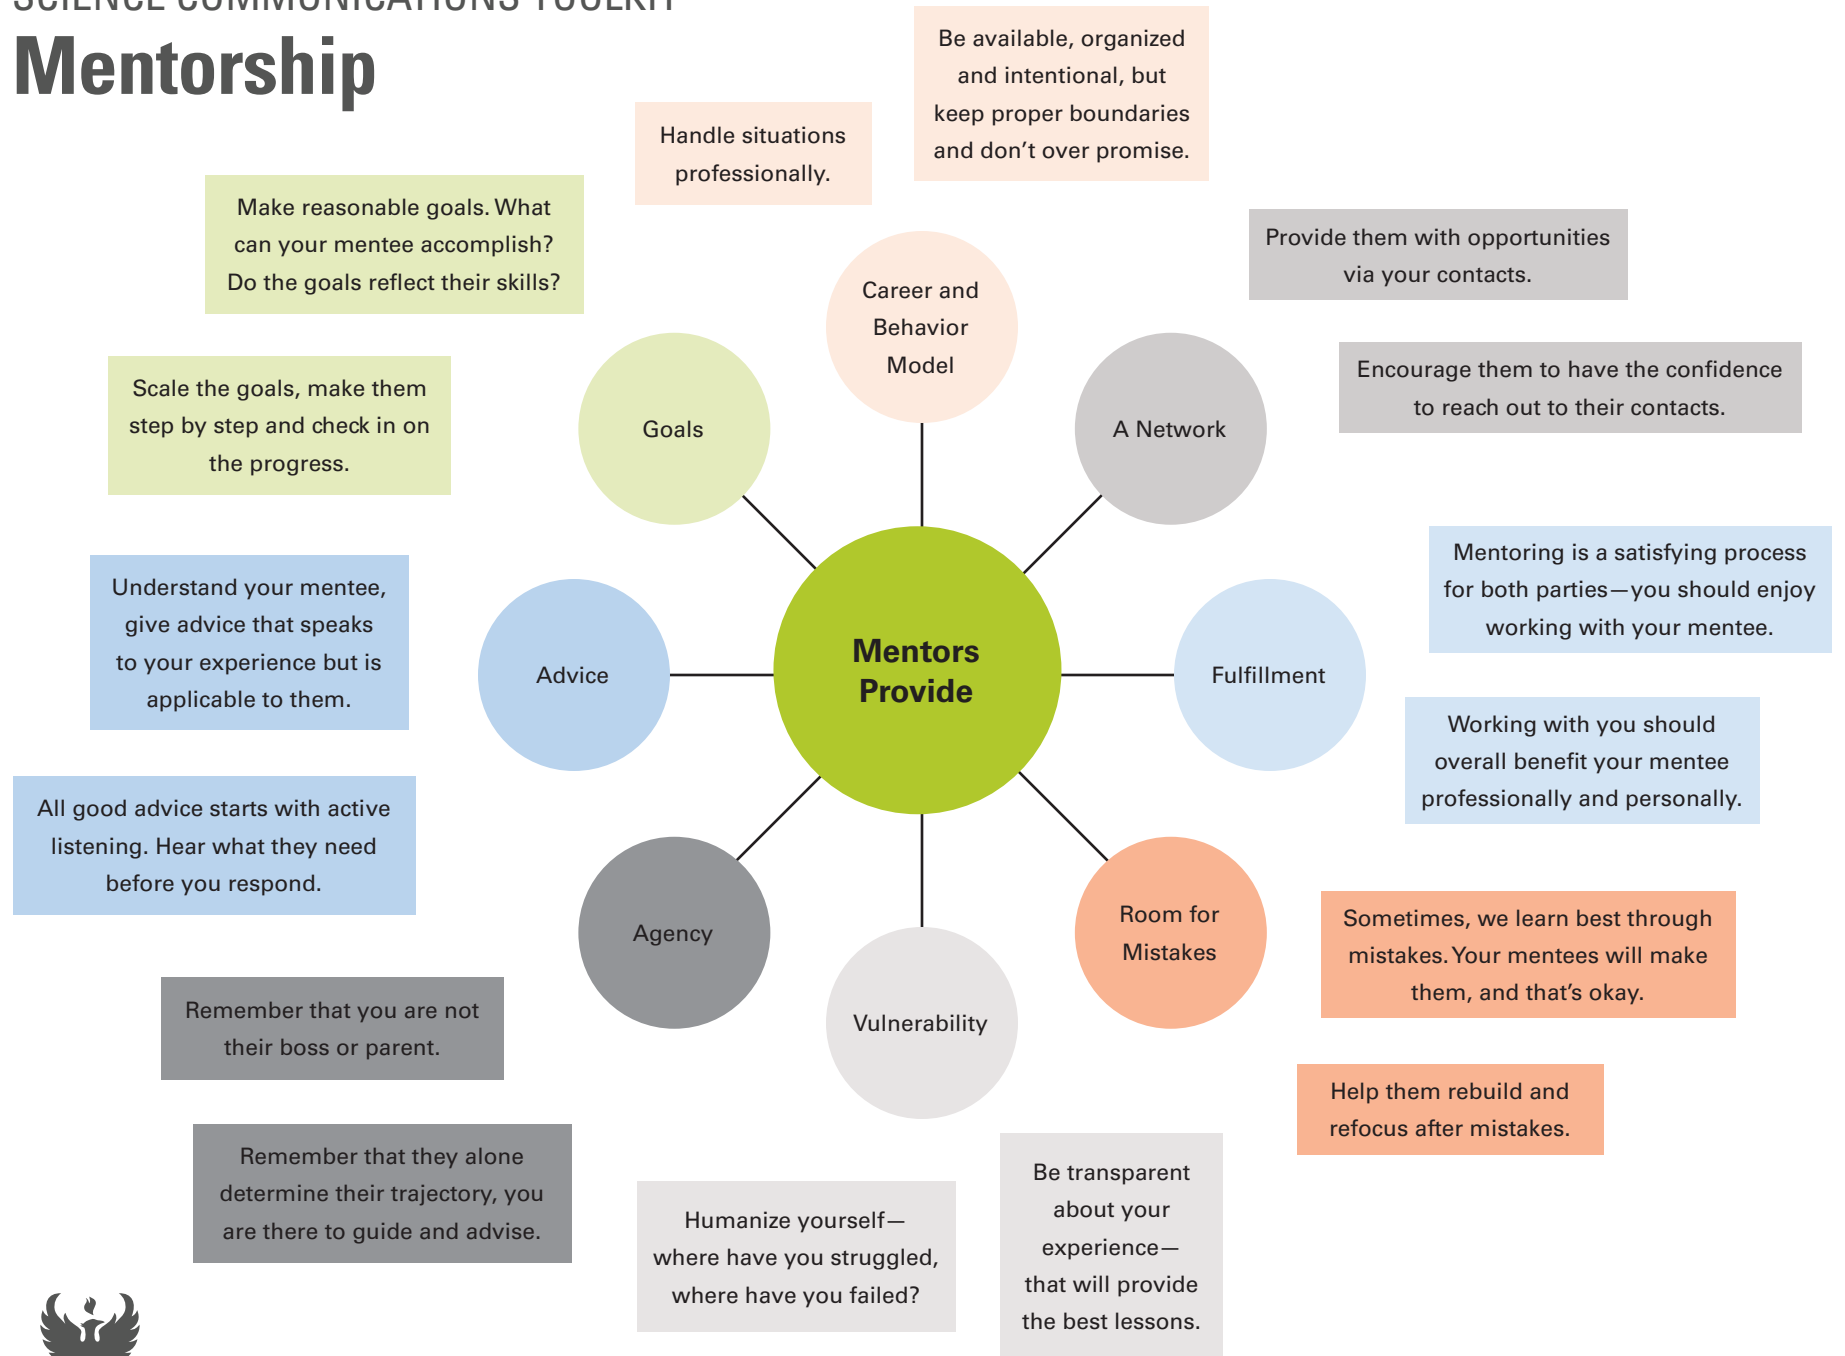 SCIENCE COMMUNICATIONS TOOLKIT
Mentorship
Be available, organized
and intentional, but
keep proper boundaries
and don’t over promise.
Handle situations
professionally.
Career and
Behavior
Model
Provide them with opportunities
via your contacts.
Encourage them to have the confidence
to reach out to their contacts.
A Network
Mentoring is a satisfying process
for both parties—you should enjoy
working with your mentee.
Working with you should
overall benefit your mentee
professionally and personally.
Fulfillment
Sometimes, we learn best through
mistakes. Your mentees will make
them, and that’s okay.
Help them rebuild and
refocus after mistakes.
Room for
Mistakes
Be transparent
about your
experience—
that will provide
the best lessons.
Humanize yourself—
where have you struggled,
where have you failed?
Vulnerability
Remember that they alone
determine their trajectory, you
are there to guide and advise.
Remember that you are not
their boss or parent.
Agency
All good advice starts with active
listening. Hear what they need
before you respond.
Understand your mentee,
give advice that speaks
to your experience but is
applicable to them.
Advice
Scale the goals, make them
step by step and check in on
the progress.
Make reasonable goals. What
can your mentee accomplish?
Do the goals reflect their skills?
Goals
Mentors
Provide